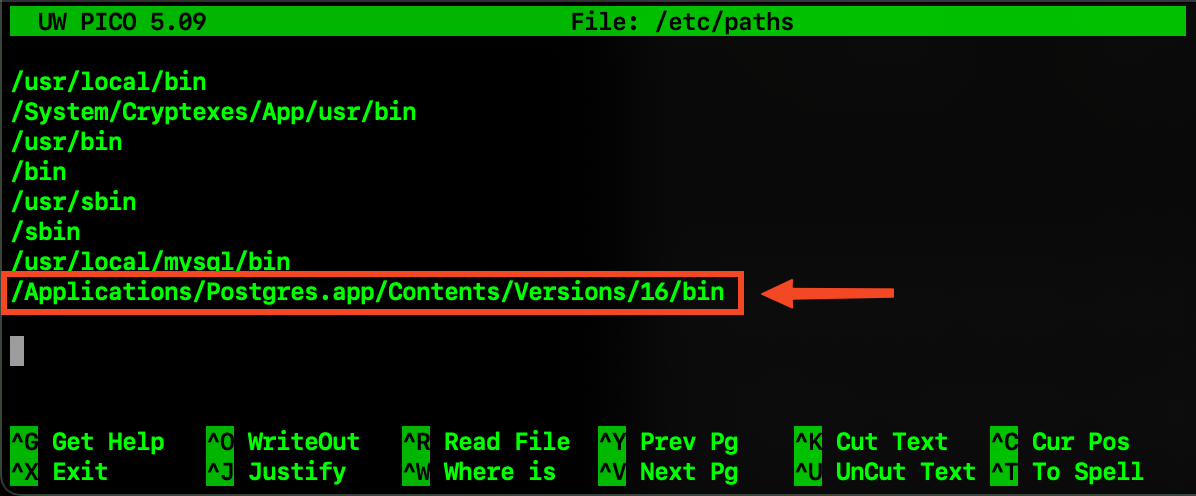 UW PICO 5.09 File: /etc/paths
/usr/local/bin
/System/Cryptexes/App/usr/bin
/usr/bin
/bin
/usr/sbin
/sbin
/usr/local/mysql/bin
/Applications/Postgres.app/Contents/Versions/16/bin
^G Get Help ^O WriteOut ^R Read File ^Y Prev Pg ^K Cut Text ^C Cur Pos
^X Exit ^J Justify ^W Where is ^V Next Pg ^U UnCut Text ^T To Spell